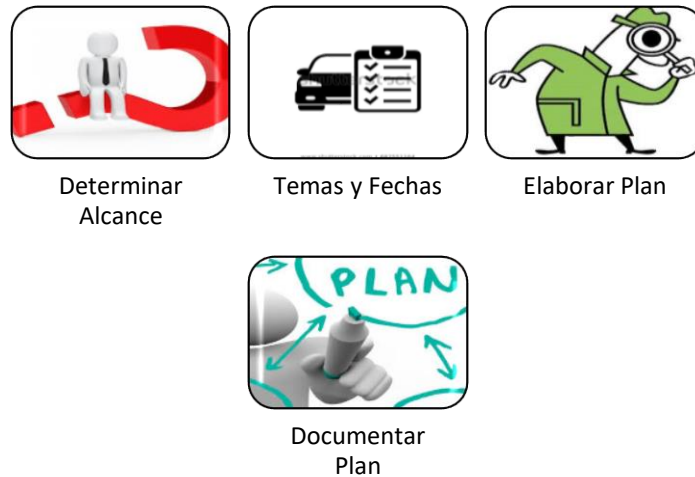 Determinar
Alcance
Temas y Fechas
Elaborar Plan
PLAN
Documentar
Plan